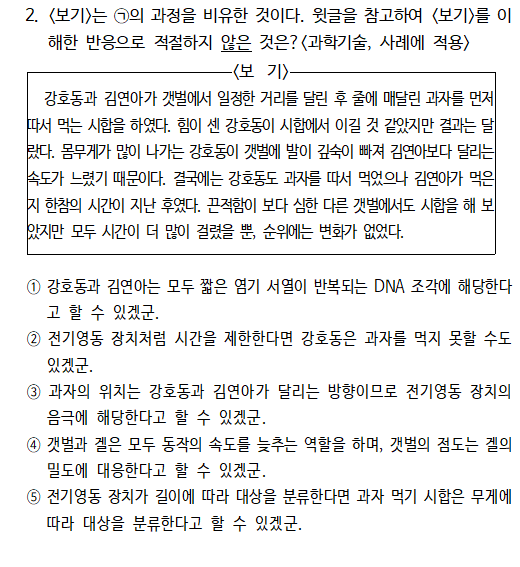 2. <보기>는 ㉠의 과정을 비유한 것이다. 윗글을 참고하여 <보기>를 이
해한 반응으로 적절하지 않은 것은?<과학기술, 사례에 적용>
<보 기>
강호동과 김연아가 갯벌에서 일정한 거리를 달린 후 줄에 매달린 과자를 먼저
따서 먹는 시합을 하였다. 힘이 센 강호동이 시합에서 이길 것 같았지만 결과는 달
랐다. 몸무게가 많이 나가는 강호동이 갯벌에 발이 깊숙이 빠져 김연아보다 달리는
속도가 느렸기 때문이다. 결국에는 강호동도 과자를 따서 먹었으나 김연아가 먹은
지 한참의 시간이 지난 후였다. 끈적함이 보다 심한 다른 갯벌에서도 시합을 해 보
았지만 모두 시간이 더 많이 걸렸을 뿐, 순위에는 변화가 없었다.
① 강호동과 김연아는 모두 짧은 염기 서열이 반복되는 DNA 조각에 해당한다
고 할 수 있겠군.
② 전기영동 장치처럼 시간을 제한한다면 강호동은 과자를 먹지 못할 수도
있겠군.
③ 과자의 위치는 강호동과 김연아가 달리는 방향이므로 전기영동 장치의
음극에 해당한다고 할 수 있겠군.
④ 갯벌과 겔은 모두 동작의 속도를 늦추는 역할을 하며, 갯벌의 점도는 겔의
밀도에 대응한다고 할 수 있겠군.
⑤ 전기영동 장치가 길이에 따라 대상을 분류한다면 과자 먹기 시합은 무게에
따라 대상을 분류한다고 할 수 있겠군.